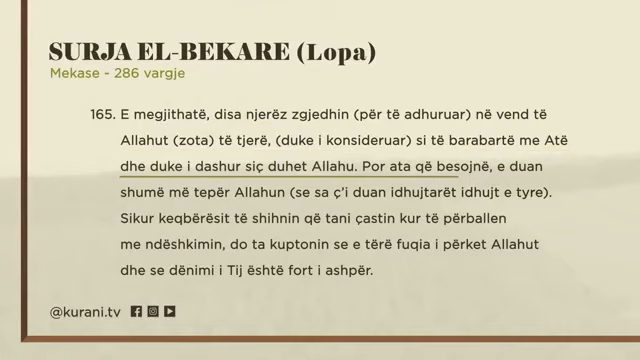 SURJA EL-BEKARE (Lopa)
Mekase - 286 vargje
165. E megjithatë, disa njerëz zgjedhin (për të adhuruar) në vend të
Allahut (zota) të tjerë, (duke i konsideruar) si të barabartë me Atë
dhe duke i dashur siç duhet Allahu. Por ata që besojnë, e duan
shumë më tepër Allahun (se sa ç'i duan idhujtarët idhujt e tyre).
Sikur keqbërësit të shihnin që tani çastin kur të përballen
me ndëshkimin, do ta kuptonin se e tërë fuqia i përket Allahut
dhe se dënimi i Tij është fort i ashpër.
@kurani.tv